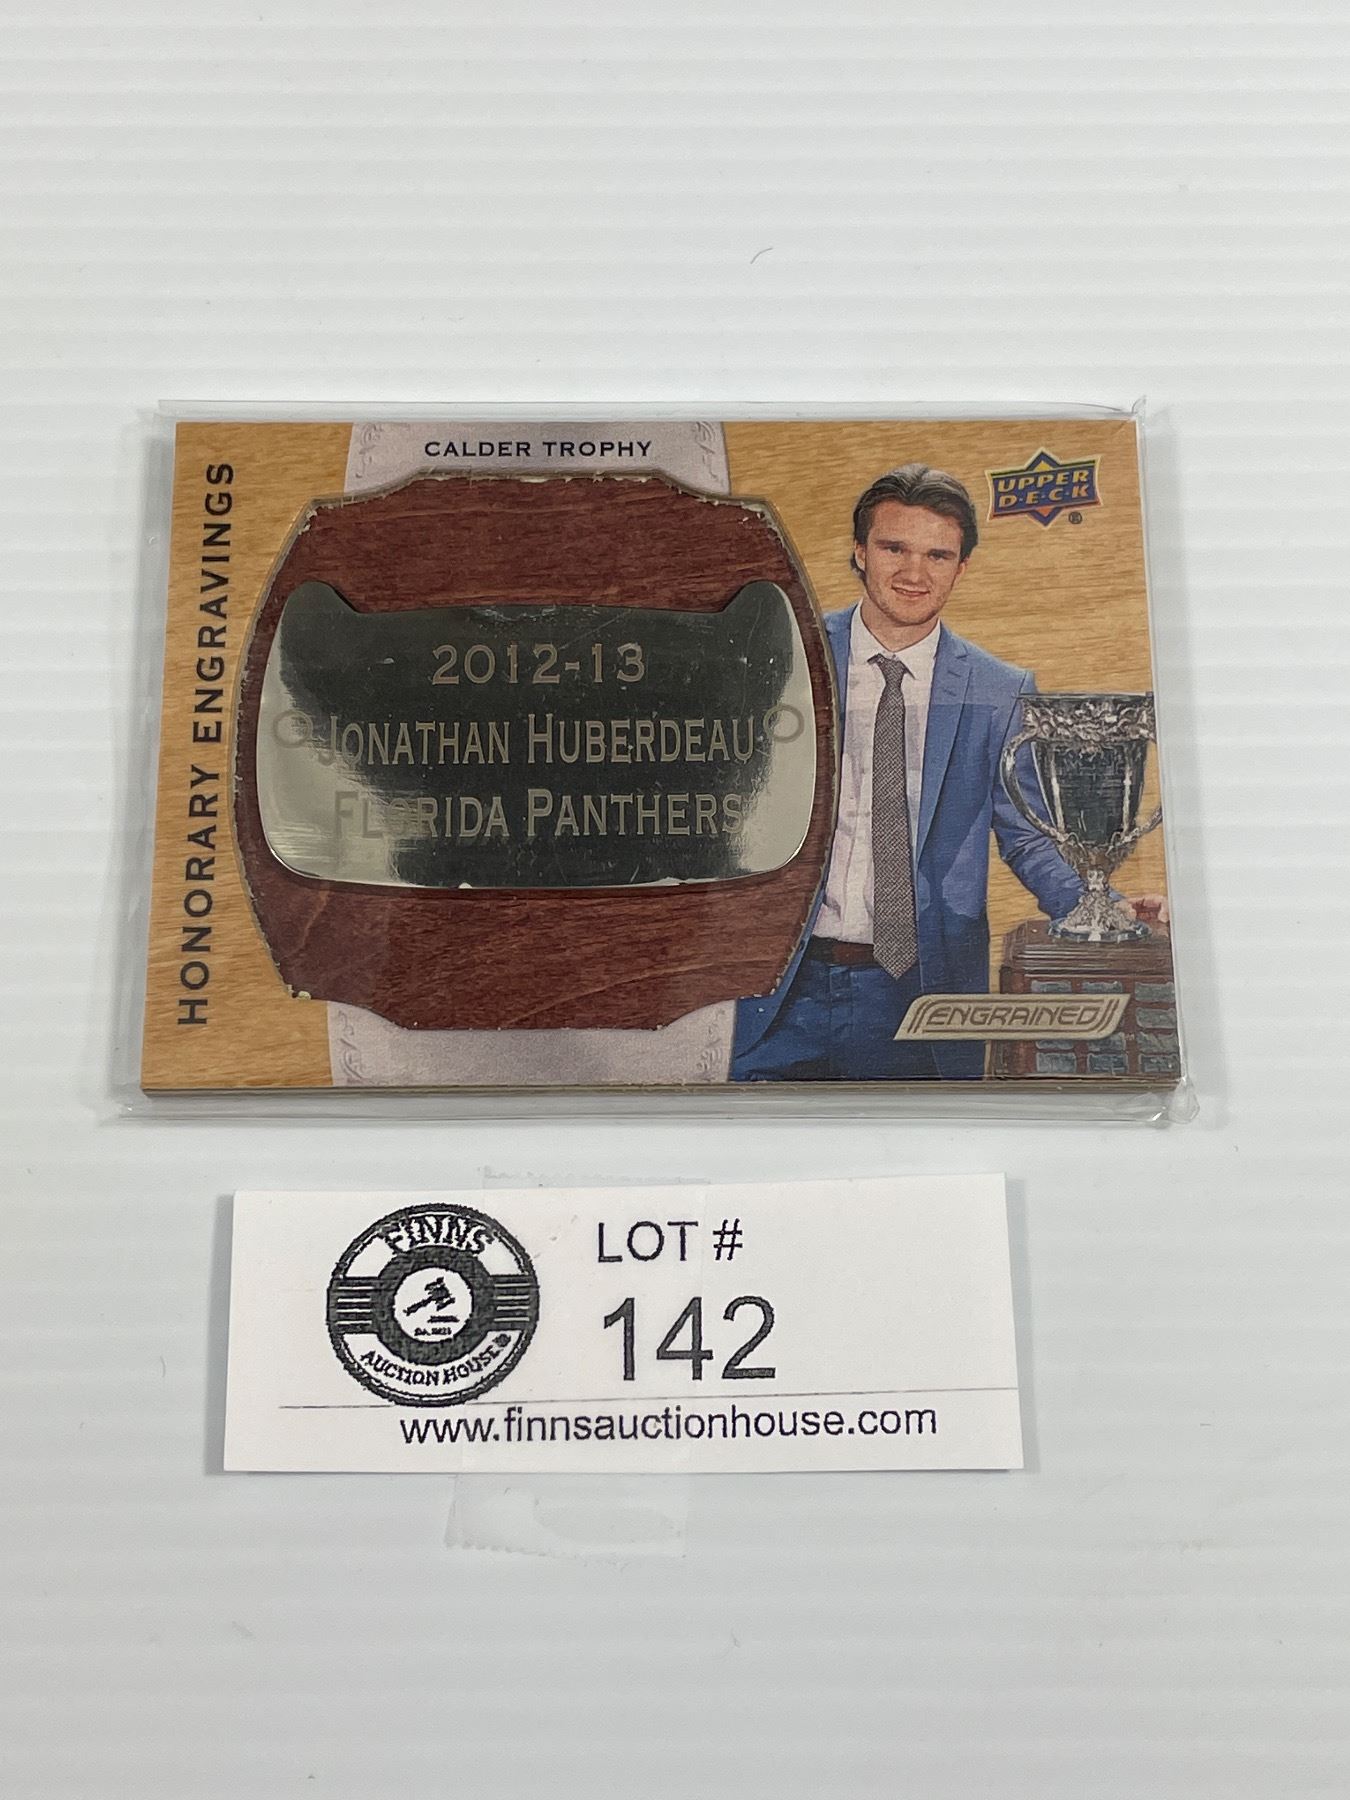 CALDER TROPHY
HONORARY ENGRAVINGS
UPPER
D·E·C·K
®
2012-13
JONATHAN HUBERDEAU
FLORIDA PANTHERS
ENGRAINED
FINNS
AUCTION HOUSE
LOT #
142
www.finnsauctionhouse.com